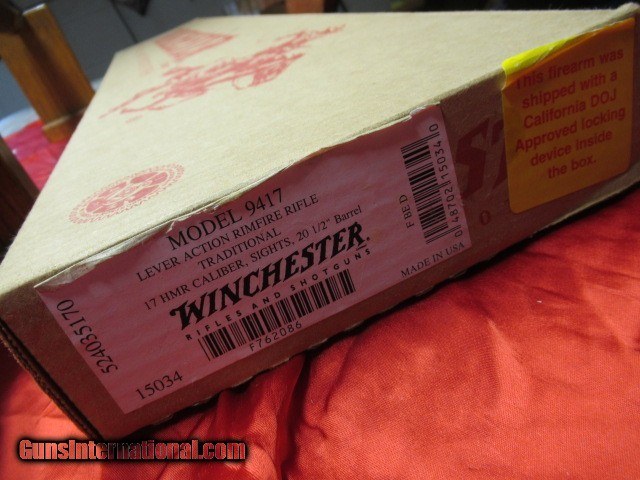 This firearm was
shipped with a
California DOJ
Approved locking
device inside
the box.
MODEL 9417
LEVER ACTION RIMFIRE RIFLE
TRADITIONAL
17 HMR CALIBER, SIGHTS, 20 1/2" Barrel
WINCHESTER
RIFLES AND SHOTGUNS
F762086
524035170
15034
F8E D
0 48702 15034 0
MADE IN USA
GunsInternational.com